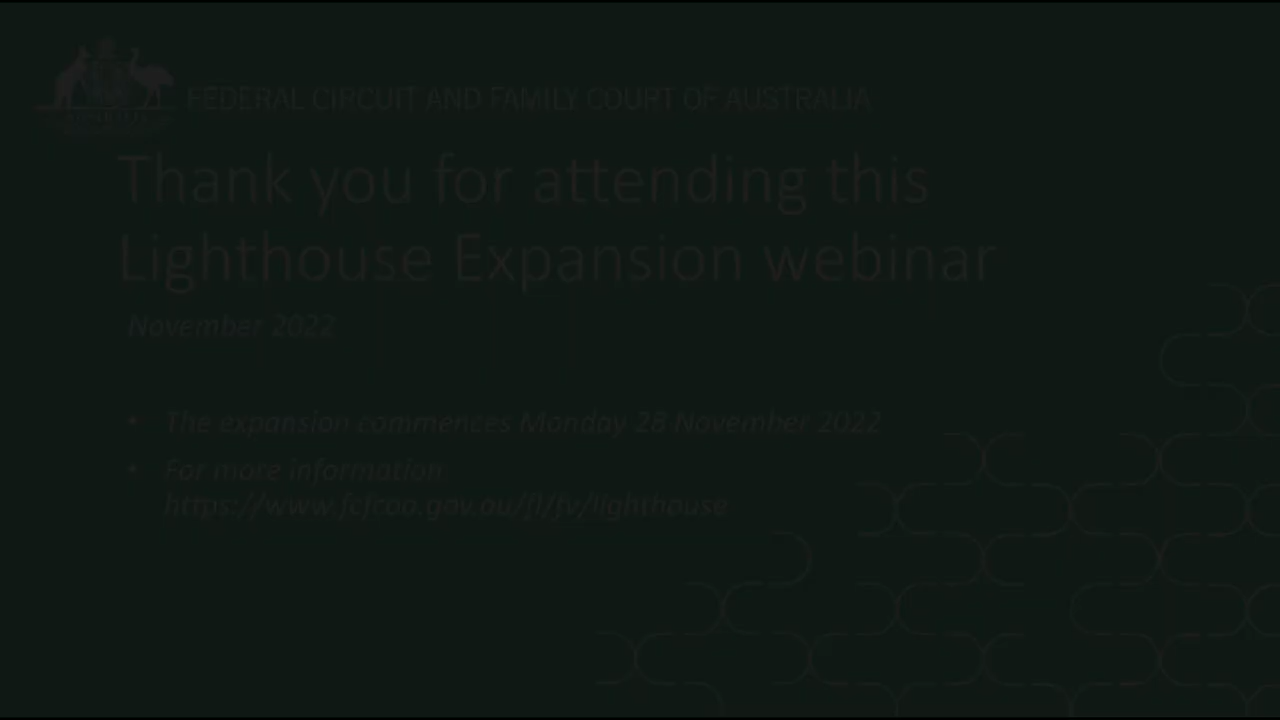 FEDERAL CIRCUIT AND FAMILY COURT OF AUSTRALIA
Thank you for attending this
Lighthouse Expansion webinar
November 2022
• The expansion commences Monday 28 November 2022
• For more information
https://www.fcfcoa.gov.au/fl/fv/lighthouse